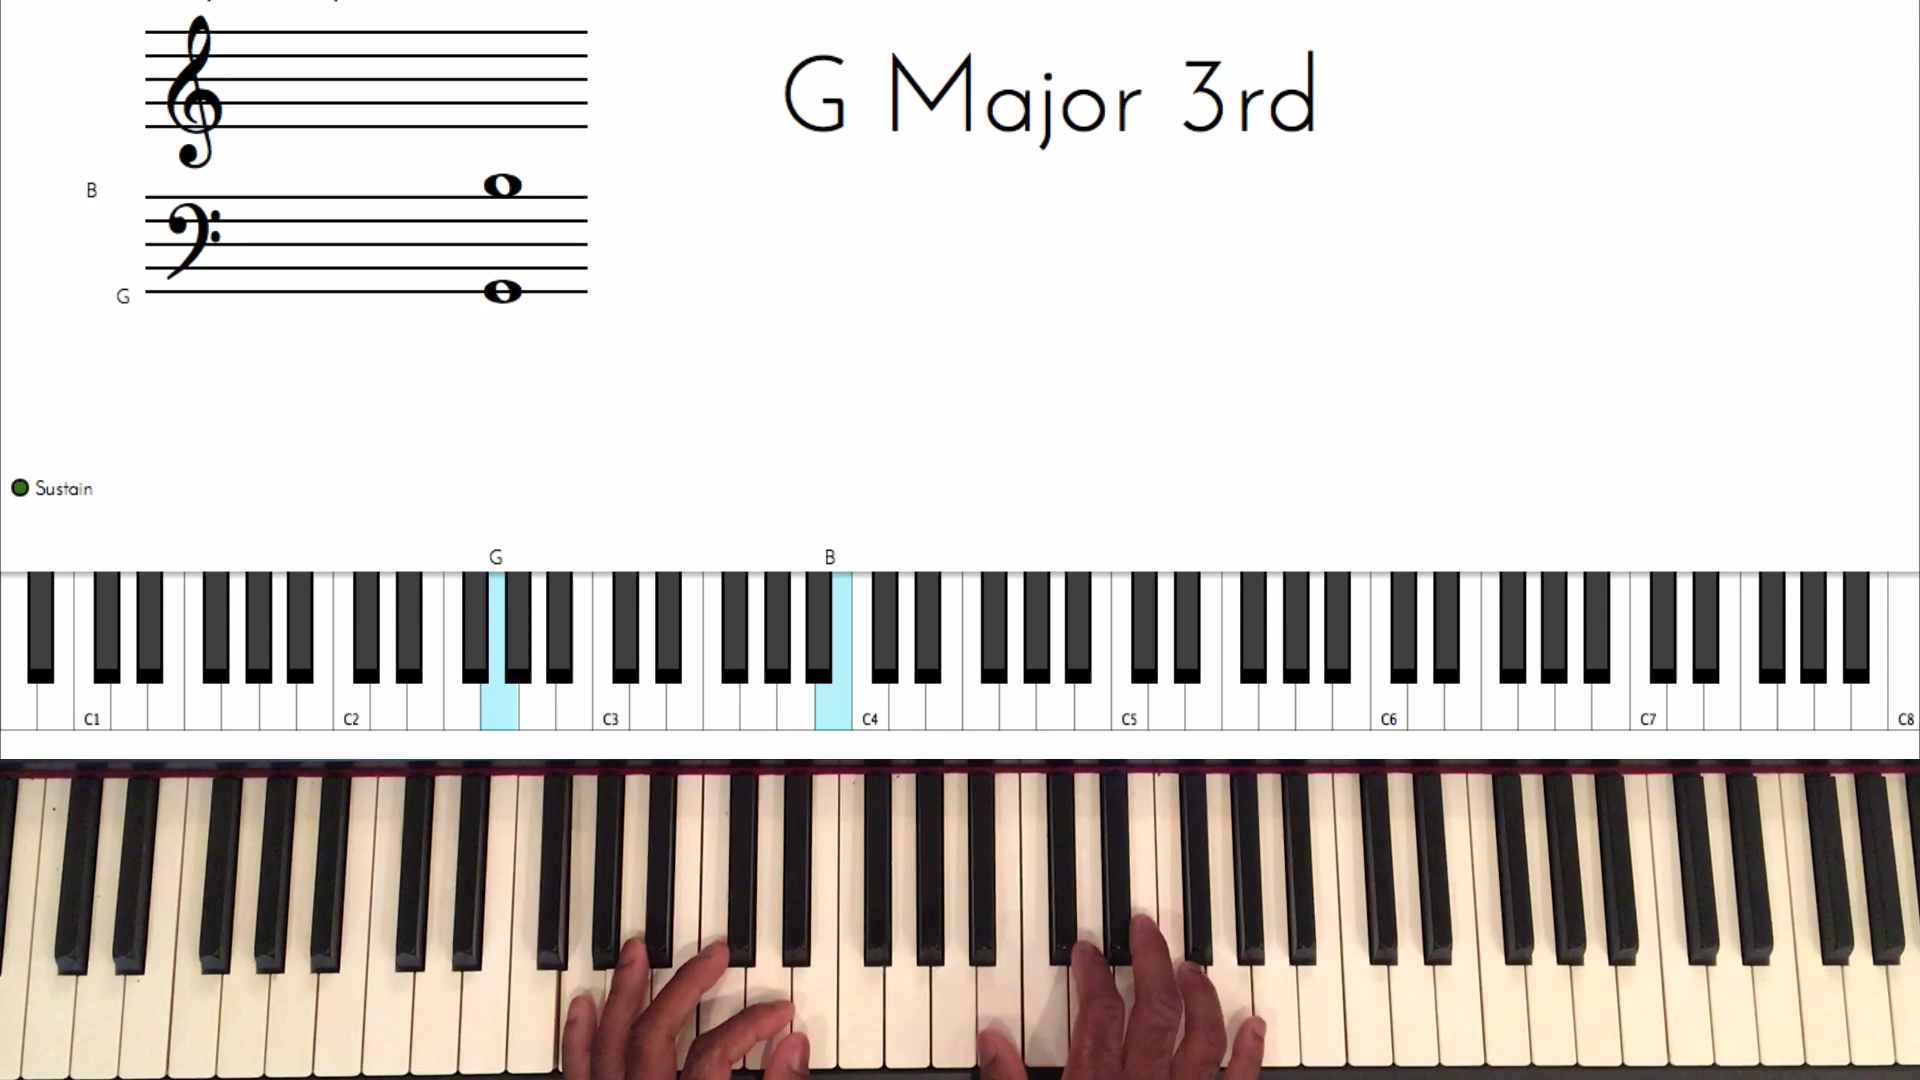 G Major 3rd
B
G
Sustain
G
B
C1
C2
C3
C4
C5
C6
C7
C8